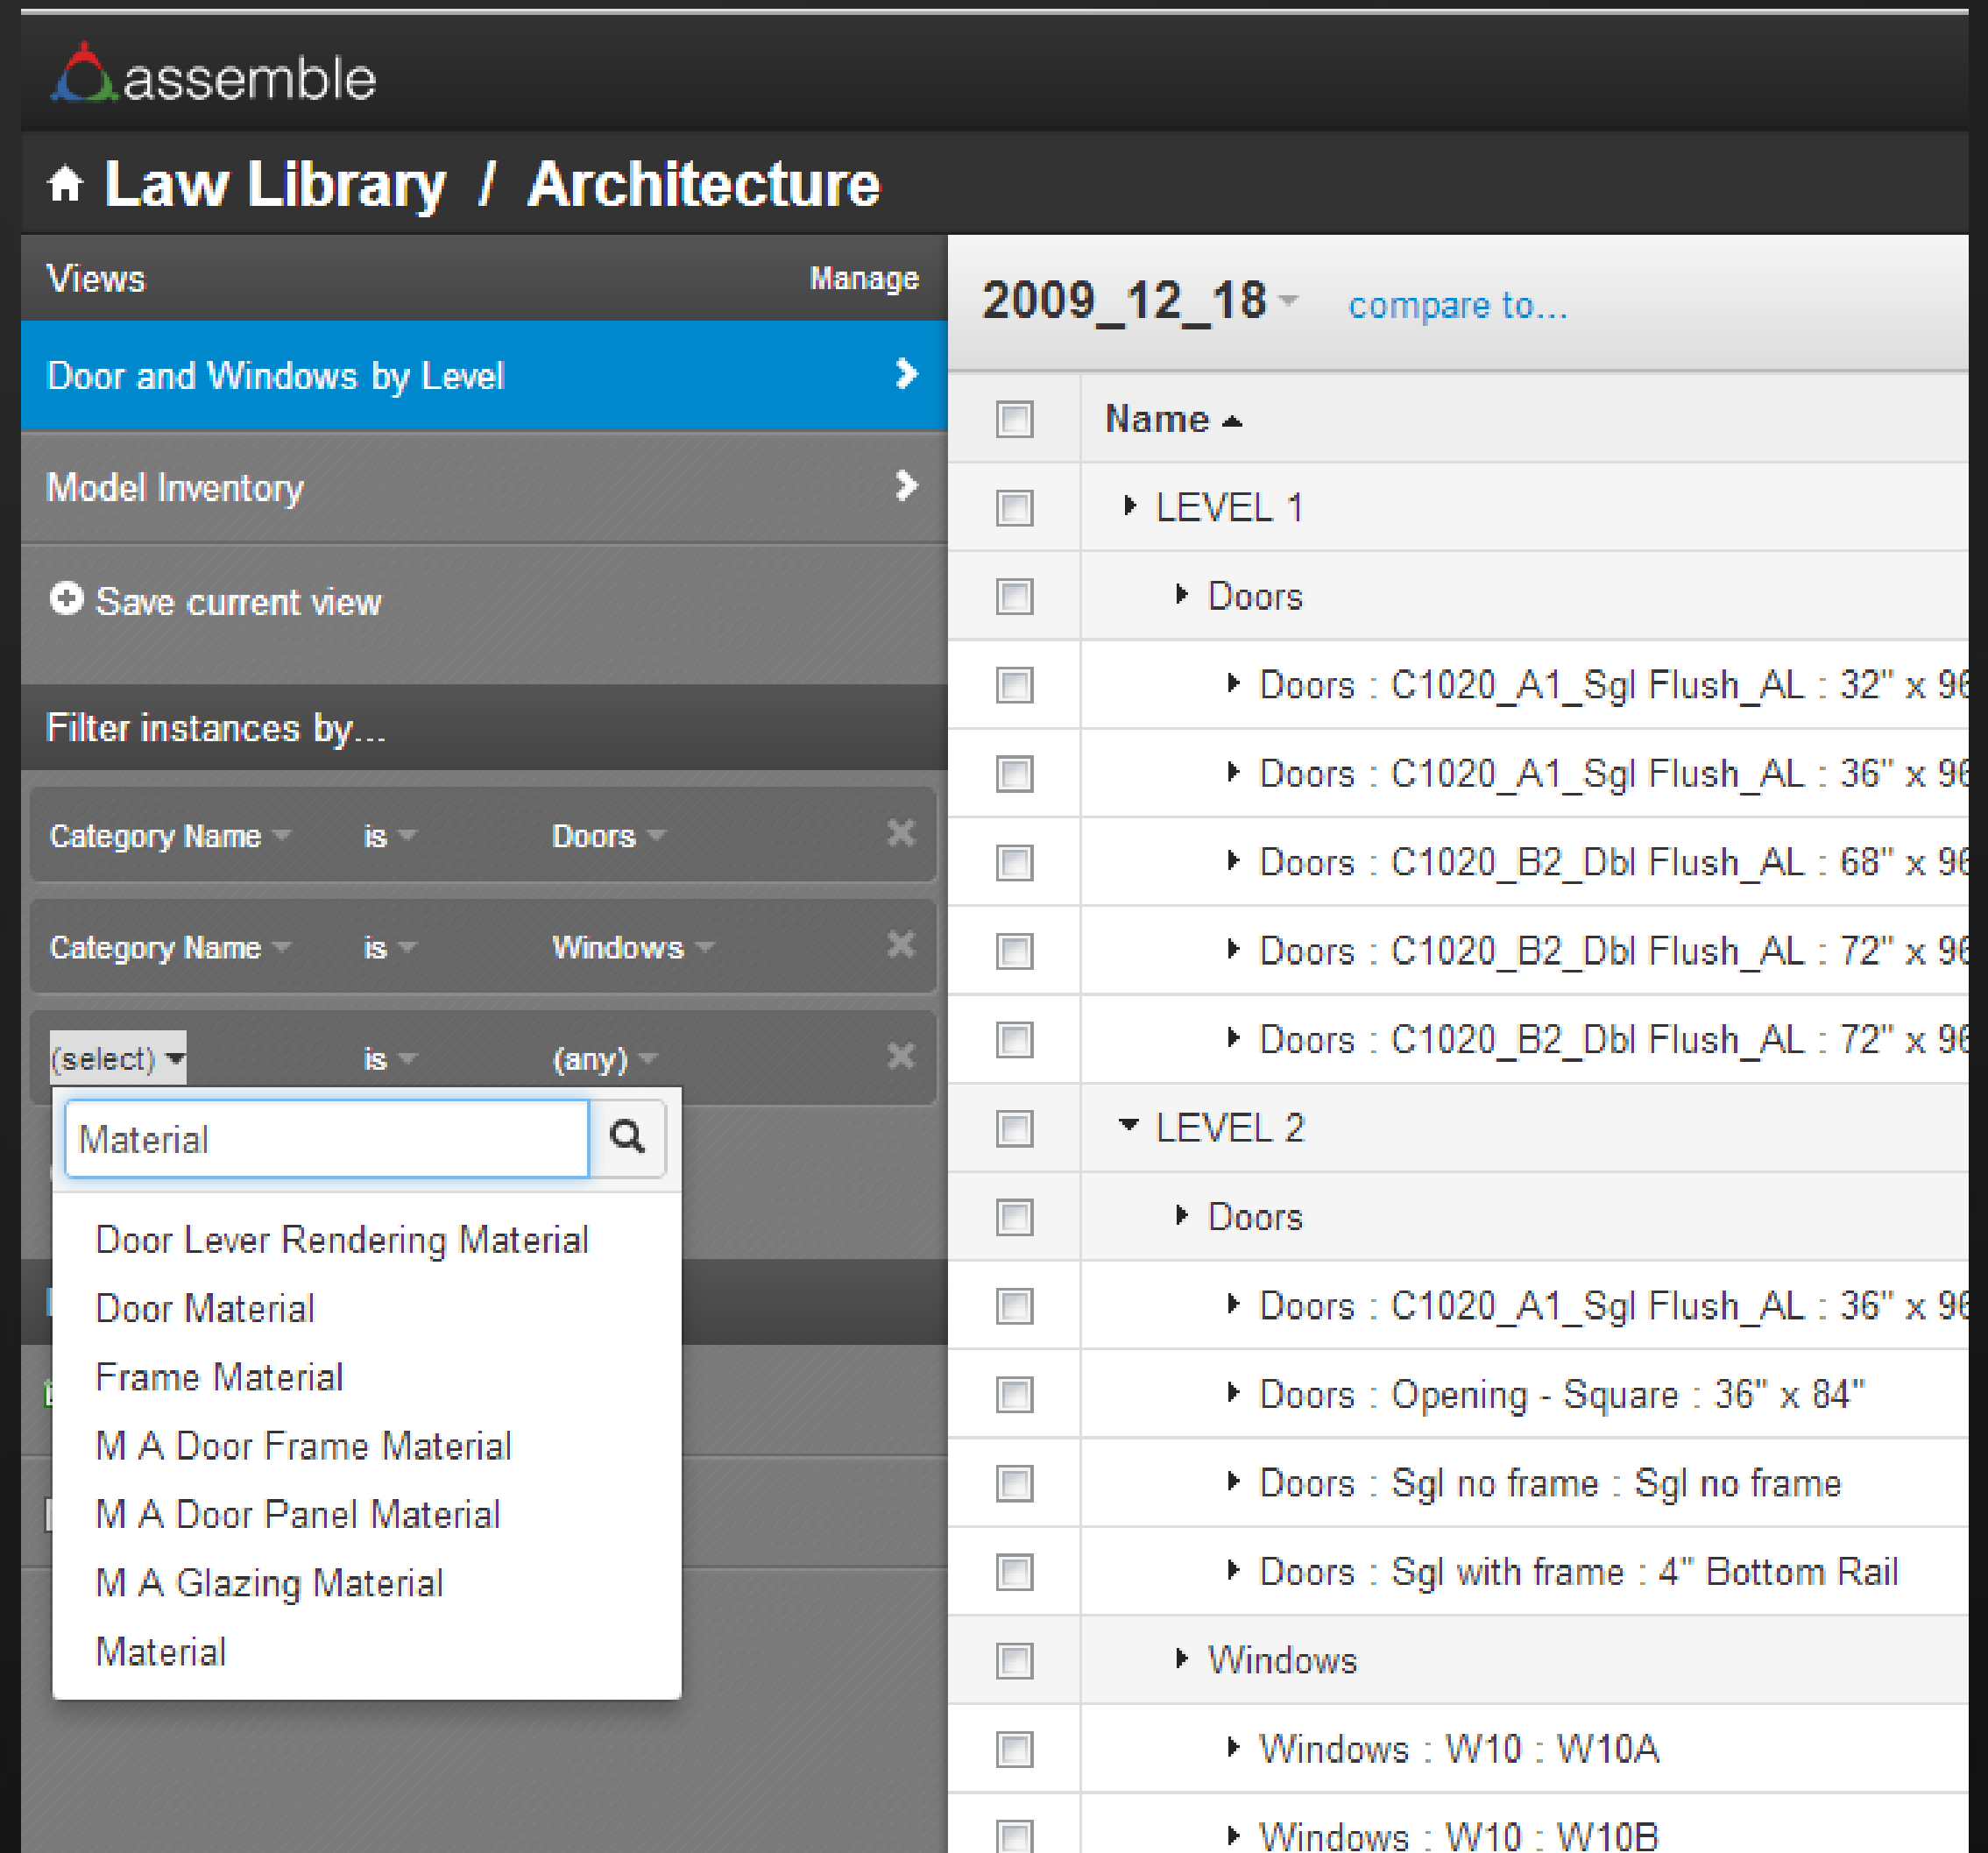 assemble
Law Library / Architecture
Views Manage
Door and Windows by Level
Model Inventory
Save current view
Filter instances by...
Category Name is Doors
Category Name is Windows
(select) is (any)
Material
Door Lever Rendering Material
Door Material
Frame Material
M A Door Frame Material
M A Door Panel Material
M A Glazing Material
Material
2009_12_18 compare to...
Name
LEVEL 1
Doors
Doors : C1020_A1_Sgl Flush_AL : 32" x 96
Doors : C1020_A1_Sgl Flush_AL : 36" x 96
Doors : C1020_B2_Dbl Flush_AL : 68" x 96
Doors : C1020_B2_Dbl Flush_AL : 72" x 96
Doors : C1020_B2_Dbl Flush_AL : 72" x 96
LEVEL 2
Doors
Doors : C1020_A1_Sgl Flush_AL : 36" x 96
Doors : Opening - Square : 36" x 84"
Doors : Sgl no frame : Sgl no frame
Doors : Sgl with frame : 4" Bottom Rail
Windows
Windows : W10 : W10A
Windows : W10 : W10B